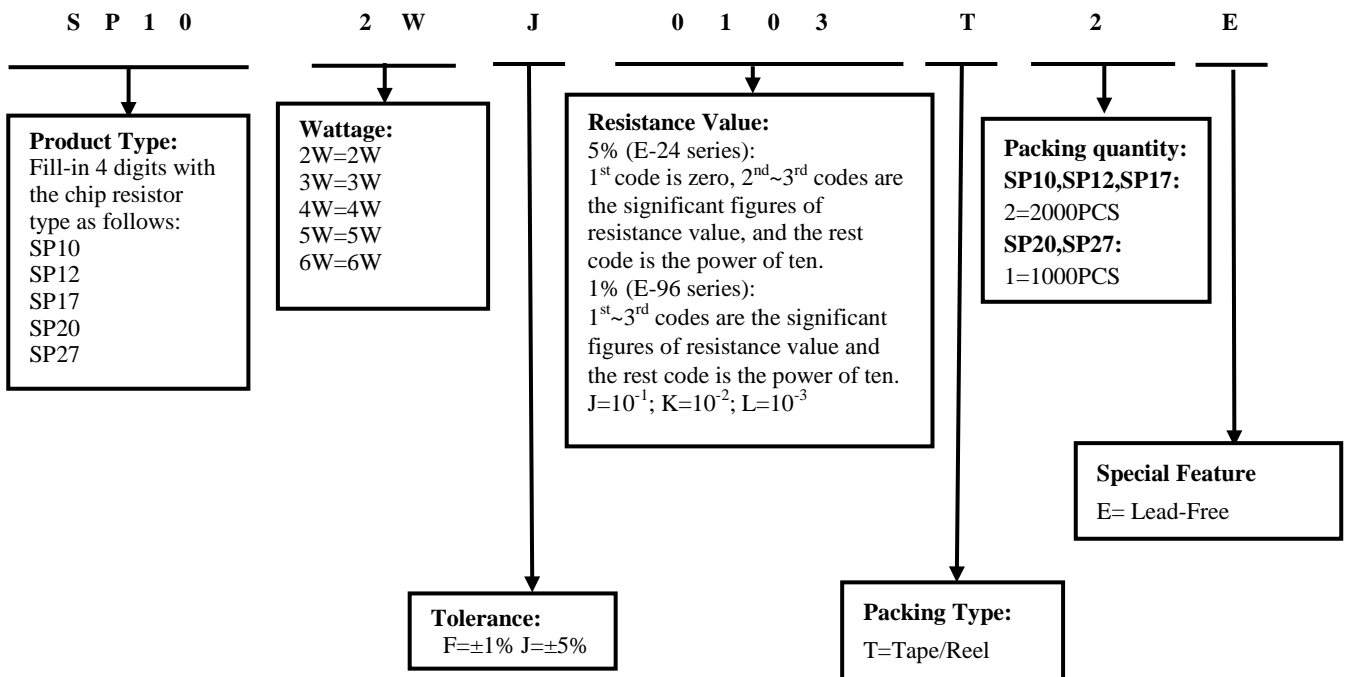 S P 1 0 2 W J 0 1 0 3 T 2 E
Product Type:
Fill-in 4 digits with
the chip resistor
type as follows:
SP10
SP12
SP17
SP20
SP27
Wattage:
2W=2W
3W=3W
4W=4W
5W=5W
6W=6W
Resistance Value:
5% (E-24 series):
1st code is zero, 2nd~3rd codes are
the significant figures of
resistance value, and the rest
code is the power of ten.
1% (E-96 series):
1st~3rd codes are the significant
figures of resistance value and
the rest code is the power of ten.
J=10-1; K=10-2; L=10-3
Packing quantity:
SP10,SP12,SP17:
2=2000PCS
SP20,SP27:
1=1000PCS
Special Feature
E= Lead-Free
Tolerance:
F=±1% J=±5%
Packing Type:
T=Tape/Reel